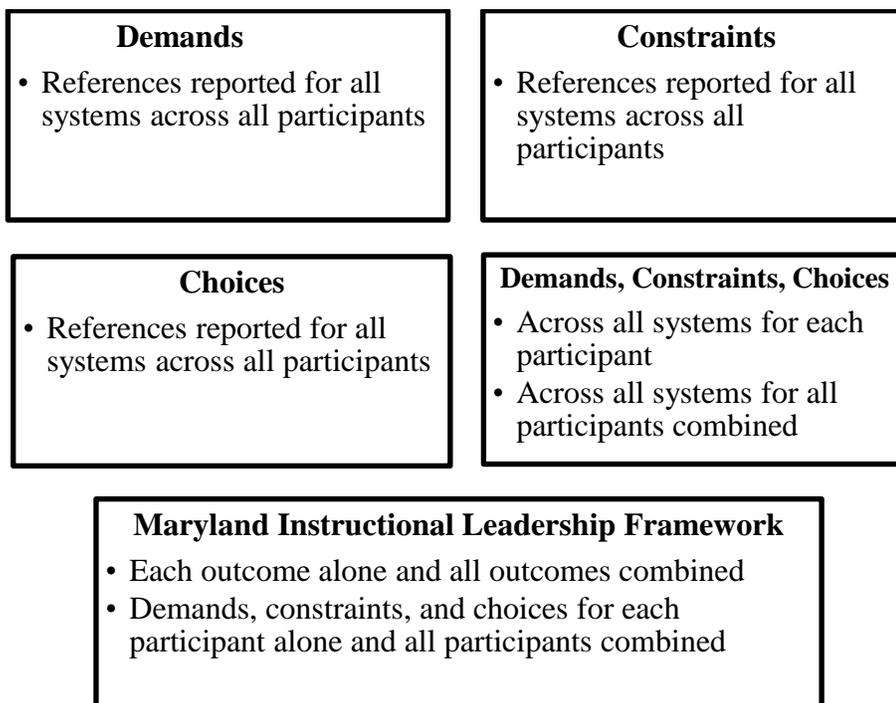 Demands
• References reported for all
systems across all participants
Constraints
• References reported for all
systems across all
participants
Choices
• References reported for all
systems across all participants
Demands, Constraints, Choices
• Across all systems for each
participant
• Across all systems for all
participants combined
Maryland Instructional Leadership Framework
• Each outcome alone and all outcomes combined
• Demands, constraints, and choices for each
participant alone and all participants combined